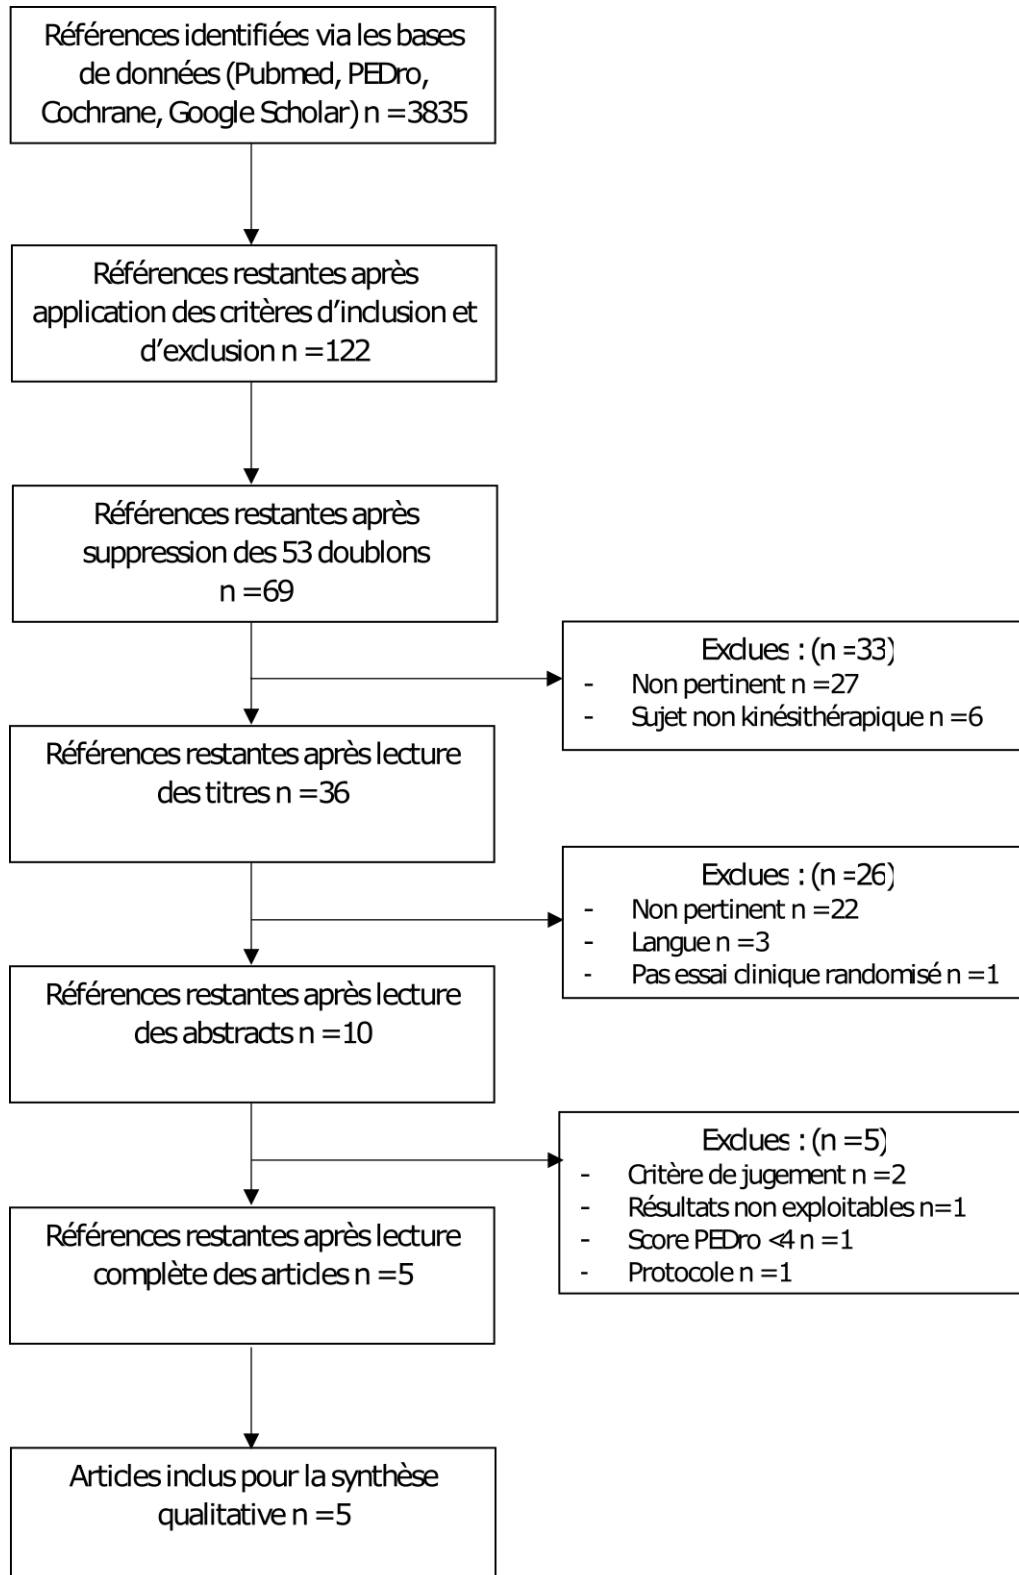 Références identifiées via les bases
de données (Pubmed, PEDro,
Cochrane, Google Scholar) n = 3835
Références restantes après
application des critères d’inclusion et
d’exclusion n = 122
Références restantes après
suppression des 53 doublons
n = 69
Exclues : (n =33)
- Non pertinent n = 27
- Sujet non kinésithérapique n = 6
Références restantes après lecture
des titres n = 36
Exclues : (n =26)
- Non pertinent n = 22
- Langue n = 3
- Pas essai clinique randomisé n = 1
Références restantes après lecture
des abstracts n = 10
Exclues : (n = 5)
- Critère de jugement n = 2
- Résultats non exploitables n= 1
- Score PEDro <4 n = 1
- Protocole n = 1
Références restantes après lecture
complète des articles n = 5
Articles inclus pour la synthèse
qualitative n = 5